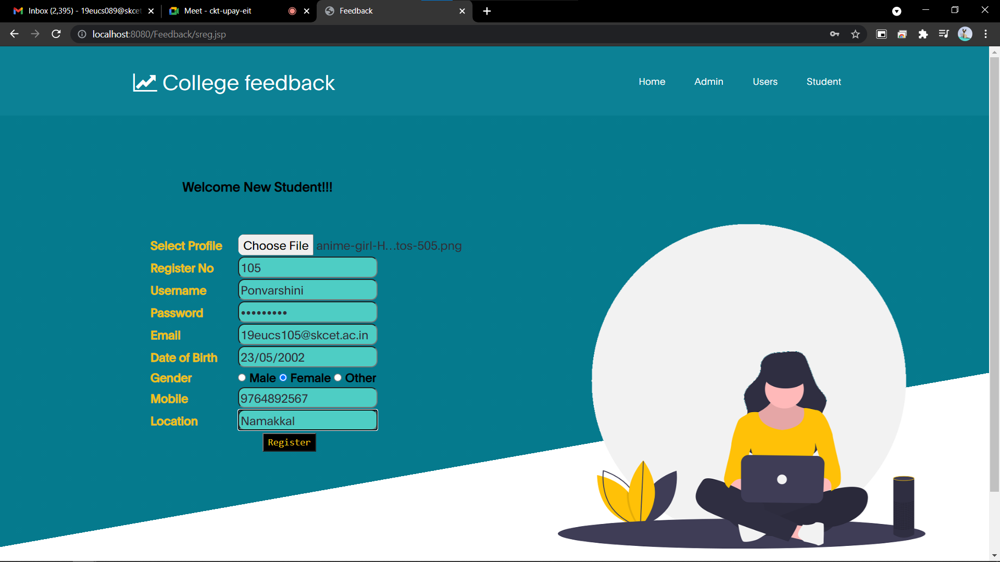 Inbox (2,395) - 19eucs089@skcet
Meet - ckt-upay-eit
Feedback
localhost:8080/Feedback/sreg.jsp
College feedback
Home
Admin
Users
Student
Welcome New Student!!!
Select Profile Choose File anime-girl-H...tos-505.png
Register No 105
Username Ponvarshini
Password •••••••••
Email 19eucs105@skcet.ac.in
Date of Birth 23/05/2002
Gender Male Female Other
Mobile 9764892567
Location Namakkal
Register